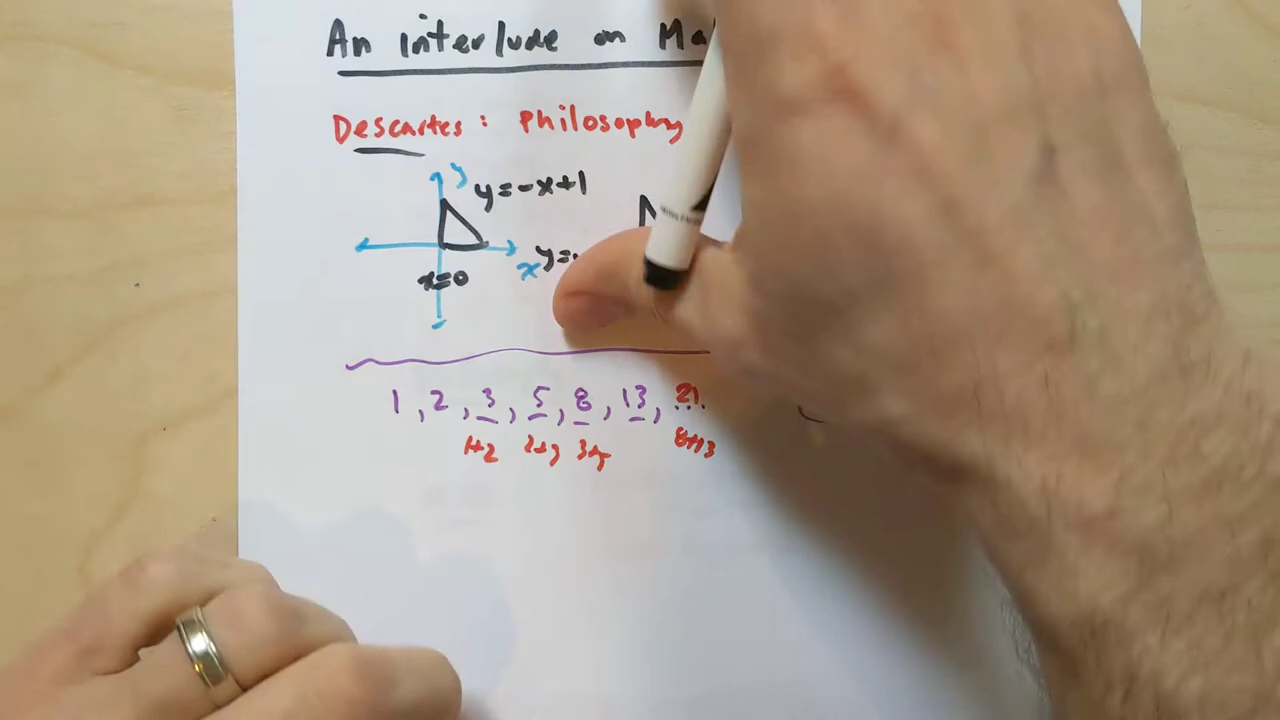 An interlude on Ma
Descartes: Philosophy
y
y=-x+1
x
y=
x=0
1, 2, 3, 5, 8, 13, 21...
1+2 2+3 3+5 8+13